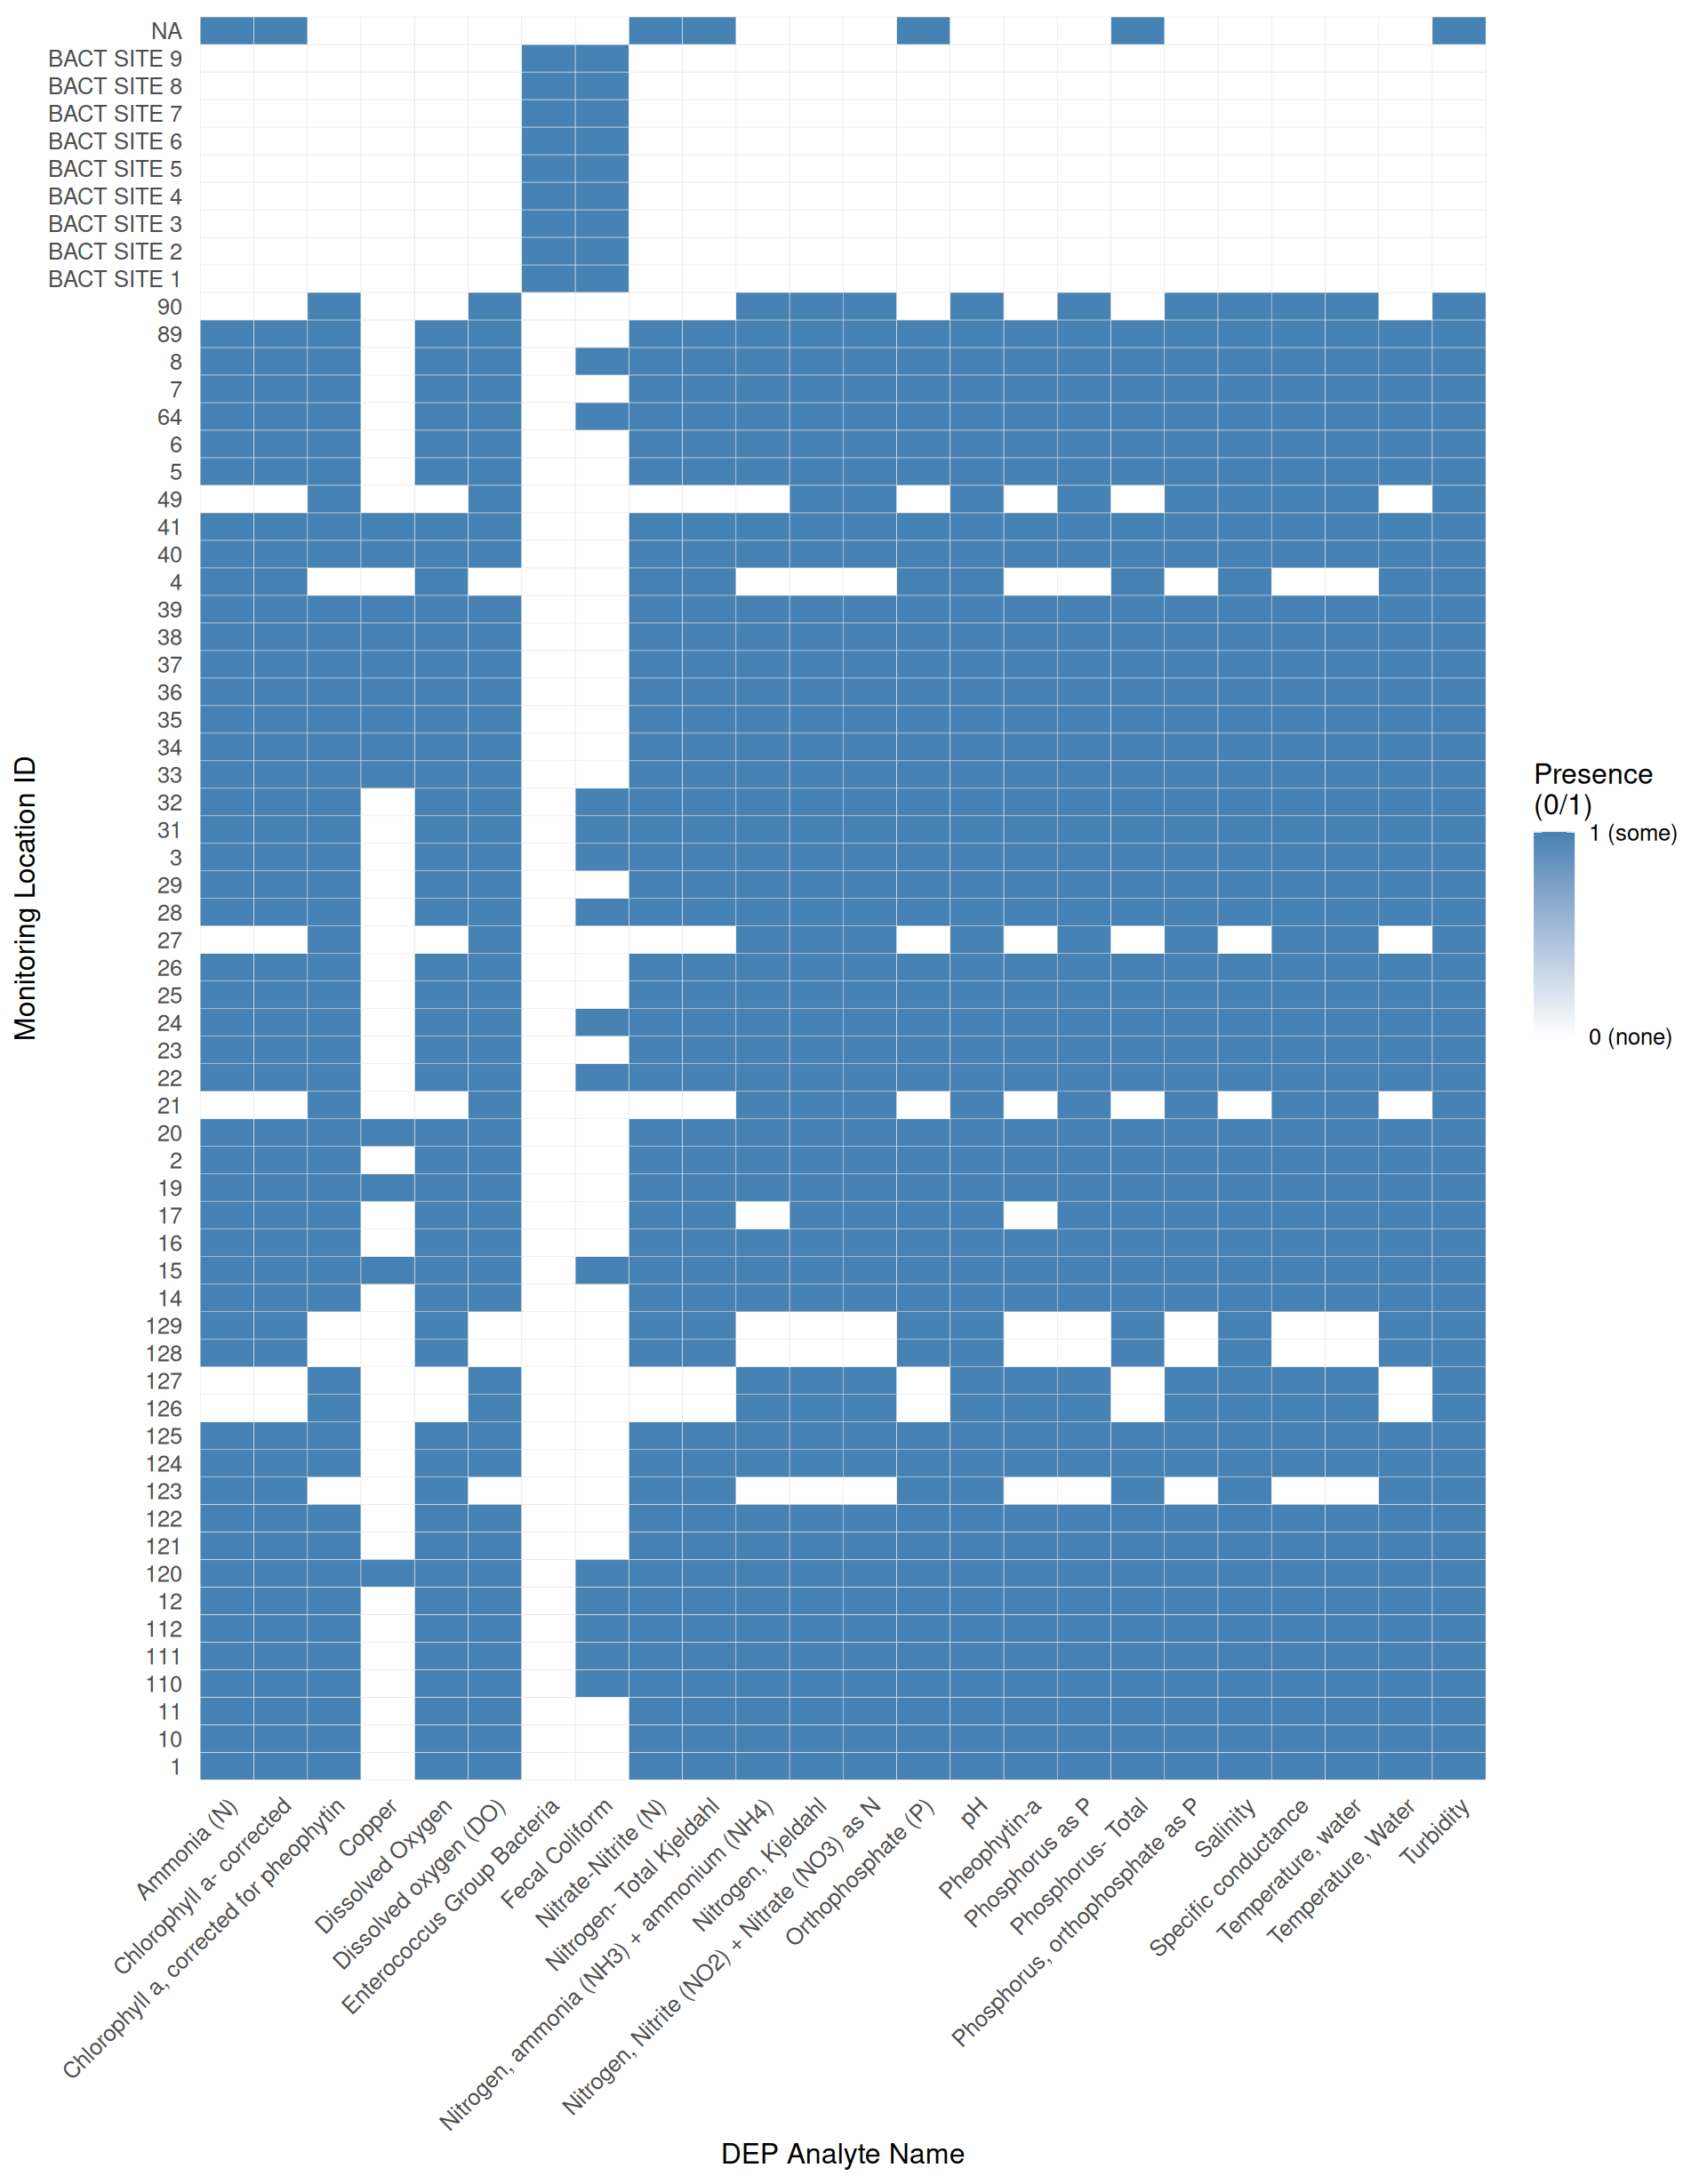 NA
BACT SITE 9
BACT SITE 8
BACT SITE 7
BACT SITE 6
BACT SITE 5
BACT SITE 4
BACT SITE 3
BACT SITE 2
BACT SITE 1
90
89
8
7
64
6
5
49
41
40
4
39
38
37
36
35
34
33
32
31
3
29
28
27
26
25
24
23
22
21
20
2
19
17
16
15
14
129
128
127
126
125
124
123
122
121
120
12
112
111
110
11
10
1
Monitoring Location ID
Ammonia (N)
Chlorophyll a- corrected
Chlorophyll a, corrected for pheophytin
Copper
Dissolved Oxygen
Dissolved oxygen (DO)
Enterococcus Group Bacteria
Fecal Coliform
Nitrate-Nitrite (N)
Nitrogen- Total Kjeldahl
Nitrogen, ammonia (NH3) + ammonium (NH4)
Nitrogen, Kjeldahl
Nitrogen, Nitrite (NO2) + Nitrate (NO3) as N
Orthophosphate (P)
pH
Pheophytin-a
Phosphorus as P
Phosphorus- Total
Phosphorus, orthophosphate as P
Salinity
Specific conductance
Temperature, water
Temperature, Water
Turbidity
DEP Analyte Name
Presence
(0/1)
1 (some)
0 (none)